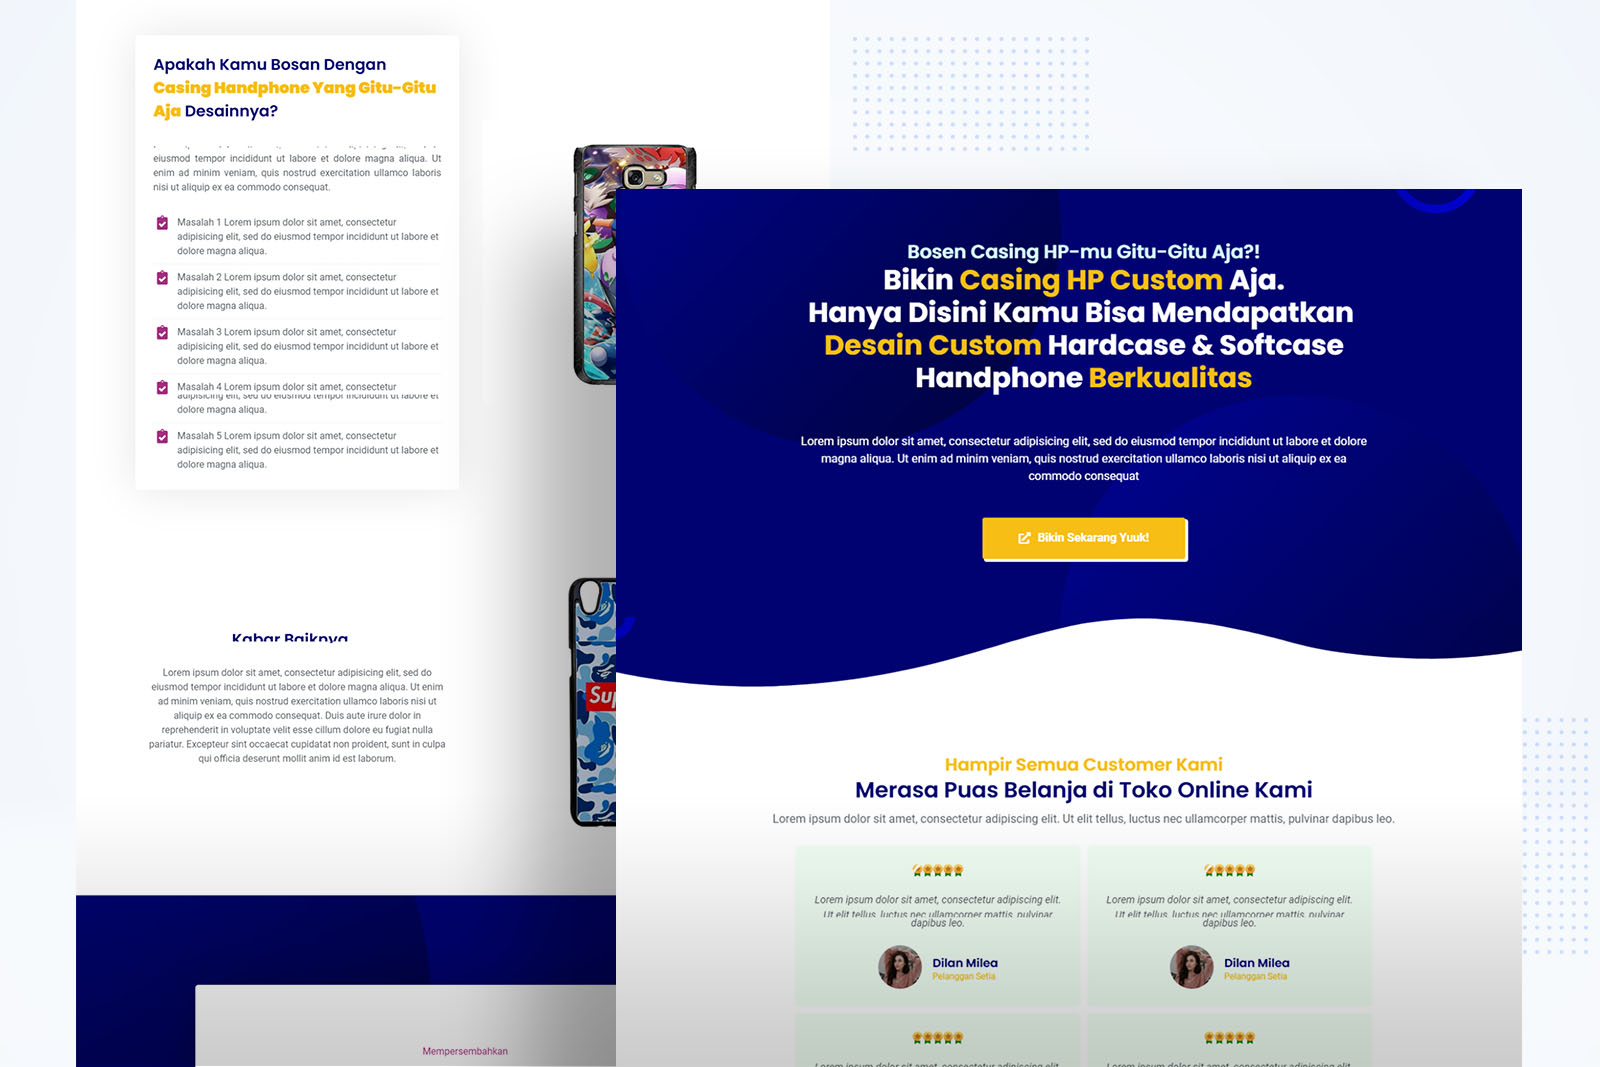 Apakah Kamu Bosan Dengan
Casing Handphone Yang Gitu-Gitu
Aja Desainnya?
eiusmod tempor incididunt ut labore et dolore magna aliqua. Ut
enim ad minim veniam, quis nostrud exercitation ullamco laboris
nisi ut aliquip ex ea commodo consequat.
Masalah 1 Lorem ipsum dolor sit amet, consectetur
adipisicing elit, sed do eiusmod tempor incididunt ut labore et
dolore magna aliqua.
Masalah 2 Lorem ipsum dolor sit amet, consectetur
adipisicing elit, sed do eiusmod tempor incididunt ut labore et
dolore magna aliqua.
Masalah 3 Lorem ipsum dolor sit amet, consectetur
adipisicing elit, sed do eiusmod tempor incididunt ut labore et
dolore magna aliqua.
Masalah 4 Lorem ipsum dolor sit amet, consectetur
adipisicing elit, sed do eiusmod tempor incididunt ut labore et
dolore magna aliqua.
Masalah 5 Lorem ipsum dolor sit amet, consectetur
adipisicing elit, sed do eiusmod tempor incididunt ut labore et
dolore magna aliqua.
Kabar Baiknya
Lorem ipsum dolor sit amet, consectetur adipisicing elit, sed do
eiusmod tempor incididunt ut labore et dolore magna aliqua. Ut enim
ad minim veniam, quis nostrud exercitation ullamco laboris nisi ut
aliquip ex ea commodo consequat. Duis aute irure dolor in
reprehenderit in voluptate velit esse cillum dolore eu fugiat nulla
pariatur. Excepteur sint occaecat cupidatat non proident, sunt in culpa
qui officia deserunt mollit anim id est laborum.
Sup
Mempersembahkan
Bosen Casing HP-mu Gitu-Gitu Aja?!
Bikin Casing HP Custom Aja.
Hanya Disini Kamu Bisa Mendapatkan
Desain Custom Hardcase & Softcase
Handphone Berkualitas
Lorem ipsum dolor sit amet, consectetur adipisicing elit, sed do eiusmod tempor incididunt ut labore et dolore
magna aliqua. Ut enim ad minim veniam, quis nostrud exercitation ullamco laboris nisi ut aliquip ex ea
commodo consequat
Bikin Sekarang Yuuk!
Hampir Semua Customer Kami
Merasa Puas Belanja di Toko Online Kami
Lorem ipsum dolor sit amet, consectetur adipiscing elit. Ut elit tellus, luctus nec ullamcorper mattis, pulvinar dapibus leo.
Lorem ipsum dolor sit amet, consectetur adipiscing elit.
Ut elit tellus, luctus nec ullamcorper mattis, pulvinar
dapibus leo.
Dilan Milea
Pelanggan Setia
Lorem ipsum dolor sit amet, consectetur adipiscing elit.
Ut elit tellus, luctus nec ullamcorper mattis, pulvinar
dapibus leo.
Dilan Milea
Pelanggan Setia
Lorem ipsum dolor sit amet, consectetur adipiscing elit.
Lorem ipsum dolor sit amet, consectetur adipiscing elit.